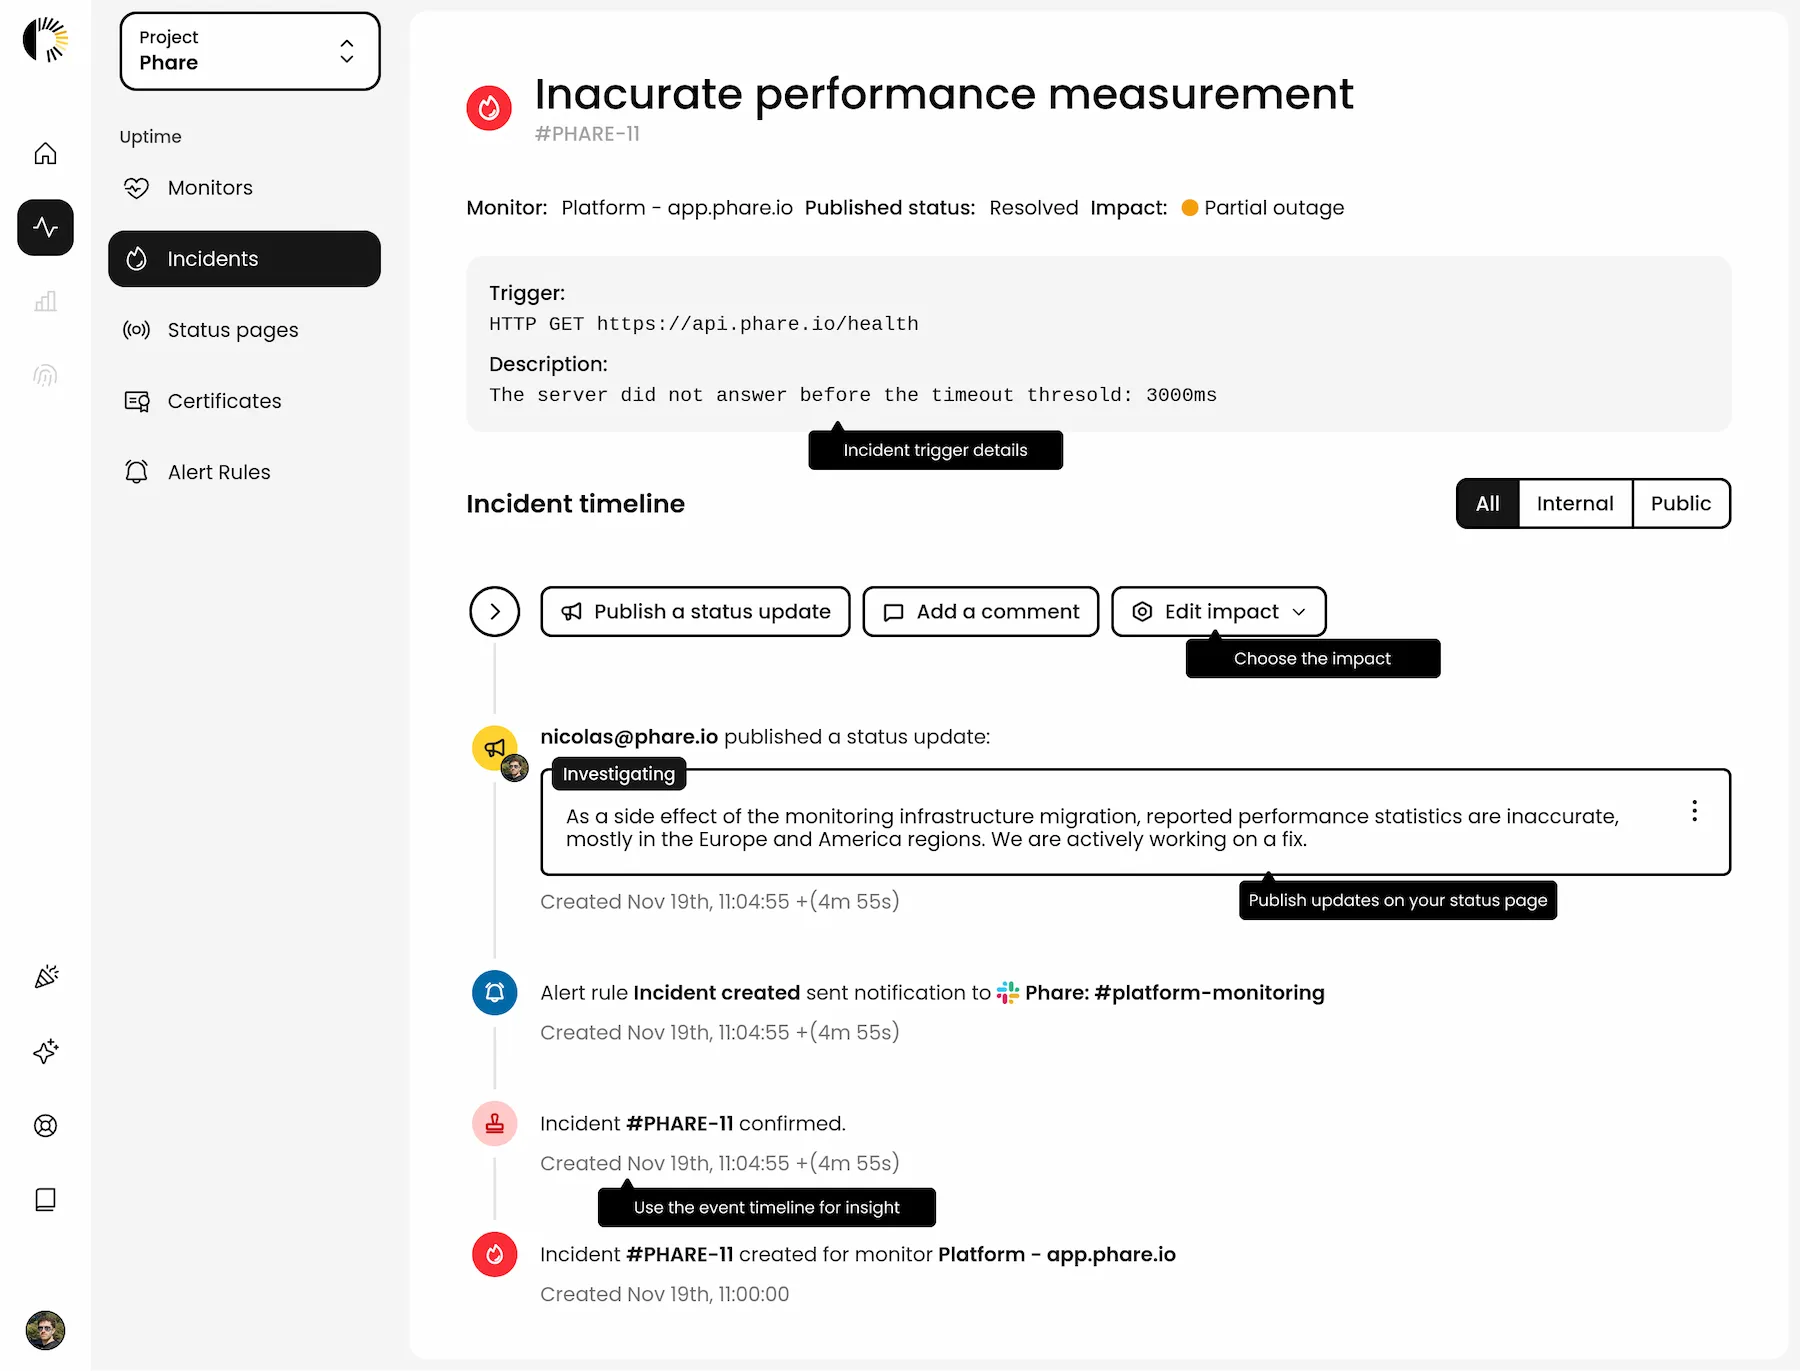 Project
Phare
Uptime
Monitors
Incidents
Status pages
Certificates
Alert Rules
Inacurate performance measurement
#PHARE-11
Monitor: Platform - app.phare.io Published status: Resolved Impact: Partial outage
Trigger:
HTTP GET https://api.phare.io/health
Description:
The server did not answer before the timeout thresold: 3000ms
Incident trigger details
Incident timeline
All Internal Public
Publish a status update Add a comment Edit impact
Choose the impact
nicolas@phare.io published a status update:
Investigating
As a side effect of the monitoring infrastructure migration, reported performance statistics are inaccurate,
mostly in the Europe and America regions. We are actively working on a fix.
Created Nov 19th, 11:04:55 +(4m 55s)
Publish updates on your status page
Alert rule Incident created sent notification to Phare: #platform-monitoring
Created Nov 19th, 11:04:55 +(4m 55s)
Incident #PHARE-11 confirmed.
Created Nov 19th, 11:04:55 +(4m 55s)
Use the event timeline for insight
Incident #PHARE-11 created for monitor Platform - app.phare.io
Created Nov 19th, 11:00:00